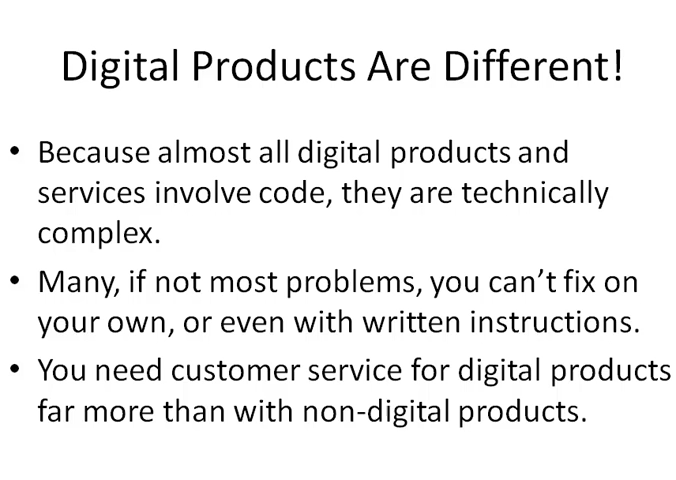 Digital Products Are Different!
• Because almost all digital products and
services involve code, they are technically
complex.
• Many, if not most problems, you can’t fix on
your own, or even with written instructions.
• You need customer service for digital products
far more than with non-digital products.